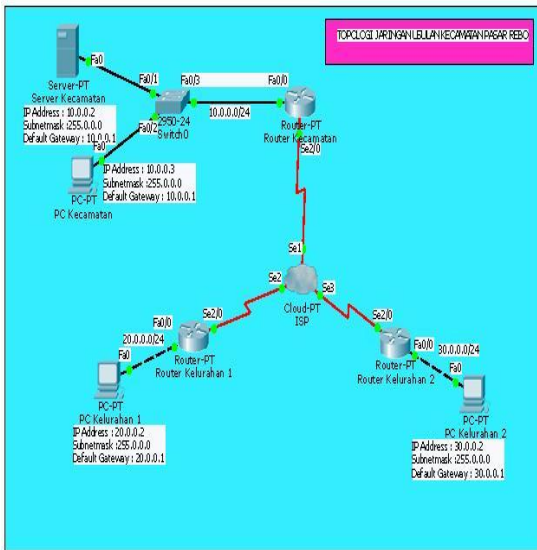 TOPOLOGI JARINGAN USULAN KECAMATAN PASAR REBO
Fa0
Fa0/1
Server-PT
Server Kecamatan
IP Address : 10.0.0.2
Subnetmask :255.0.0.0
Default Gateway : 10.0.0.1
Fa0/3
Fa0/0
10.0.0.0/24
2950-24
Switch0
Fa0/2
Router-PT
Router Kecamatan
Se2/0
Fa0
PC-PT
PC Kecamatan
IP Address : 10.0.0.3
Subnetmask :255.0.0.0
Default Gateway : 10.0.0.1
Se1
Se2
Se3
Cloud-PT
ISP
Se2/0
Fa0/0
20.0.0.0/24
Router-PT
Router Kelurahan 1
Fa0
PC-PT
PC Kelurahan 1
IP Address : 20.0.0.2
Subnetmask :255.0.0.0
Default Gateway : 20.0.0.1
Se2/0
Fa0/0
30.0.0.0/24
Router-PT
Router Kelurahan 2
Fa0
PC-PT
PC Kelurahan 2
IP Address : 30.0.0.2
Subnetmask :255.0.0.0
Default Gateway : 30.0.0.1